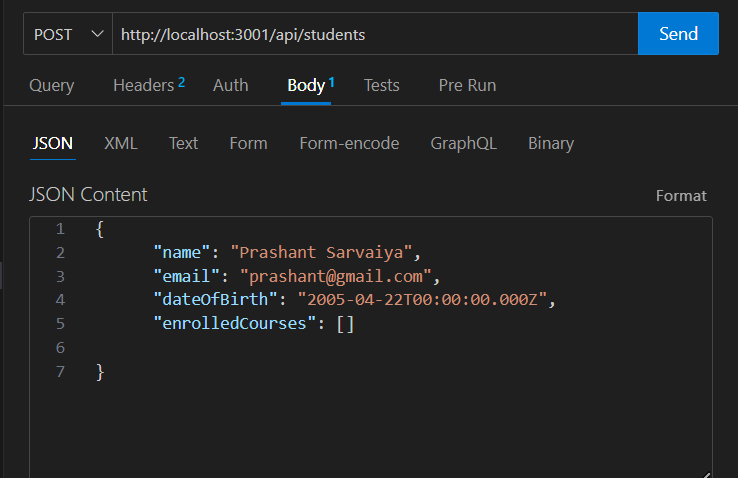 POST http://localhost:3001/api/students Send
Query Headers 2 Auth Body 1 Tests Pre Run
JSON XML Text Form Form-encode GraphQL Binary
JSON Content Format
1 {
2 "name": "Prashant Sarvaiya",
3 "email": "prashant@gmail.com",
4 "dateOfBirth": "2005-04-22T00:00:00.000Z",
5 "enrolledCourses": []
6
7 }